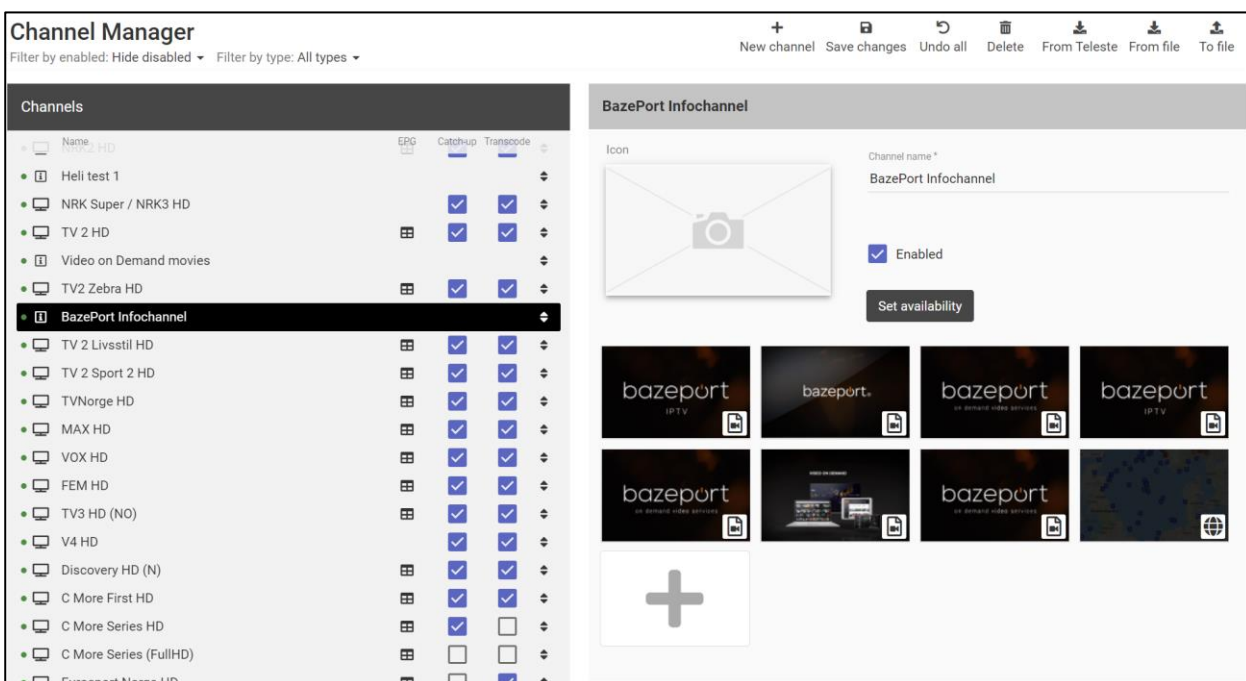 Channel Manager
Filter by enabled: Hide disabled Filter by type: All types
New channel Save changes Undo all Delete From Teleste From file To file
Channels
Name EPG Catch-up Transcode
NRK2 HD
Heli test 1
NRK Super / NRK3 HD
TV 2 HD
Video on Demand movies
TV2 Zebra HD
BazePort Infochannel
TV 2 Livsstil HD
TV 2 Sport 2 HD
TVNorge HD
MAX HD
VOX HD
FEM HD
TV3 HD (NO)
V4 HD
Discovery HD (N)
C More First HD
C More Series HD
C More Series (FullHD)
Eurosport Norge HD
BazePort Infochannel
Icon
Channel name *
BazePort Infochannel
Enabled
Set availability
bazeport
IPTV
bazeport
bazeport
on demand video services
bazeport
IPTV
bazeport
on demand video services
VIDEO ON DEMAND
bazeport
on demand video services